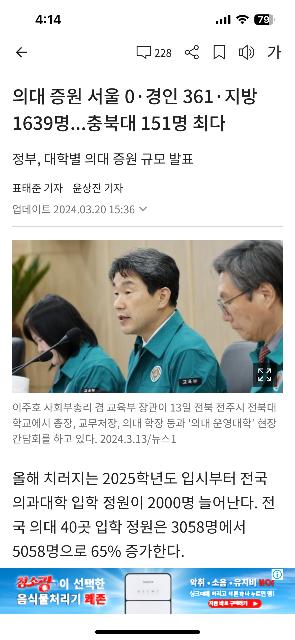 4:14
79
228
가
의대 증원 서울 0·경인 361·지방
1639명...충북대 151명 최다
정부, 대학별 의대 증원 규모 발표
표태준 기자 윤상진 기자
업데이트 2024.03.20 15:36
이주호 사회부총리 겸 교육부 장관이 13일 전북 전주시 전북대
학교에서 총장, 교무처장, 의대 학장 등과 '의대 운영대학' 현장
간담회를 하고 있다. 2024.3.13/뉴스1
올해 치러지는 2025학년도 입시부터 전국
의과대학 입학 정원이 2000명 늘어난다. 전
국 의대 40곳 입학 정원은 3058명에서
5058명으로 65% 증가한다.
이 선택한
음식물처리기
악취·소음·유지비